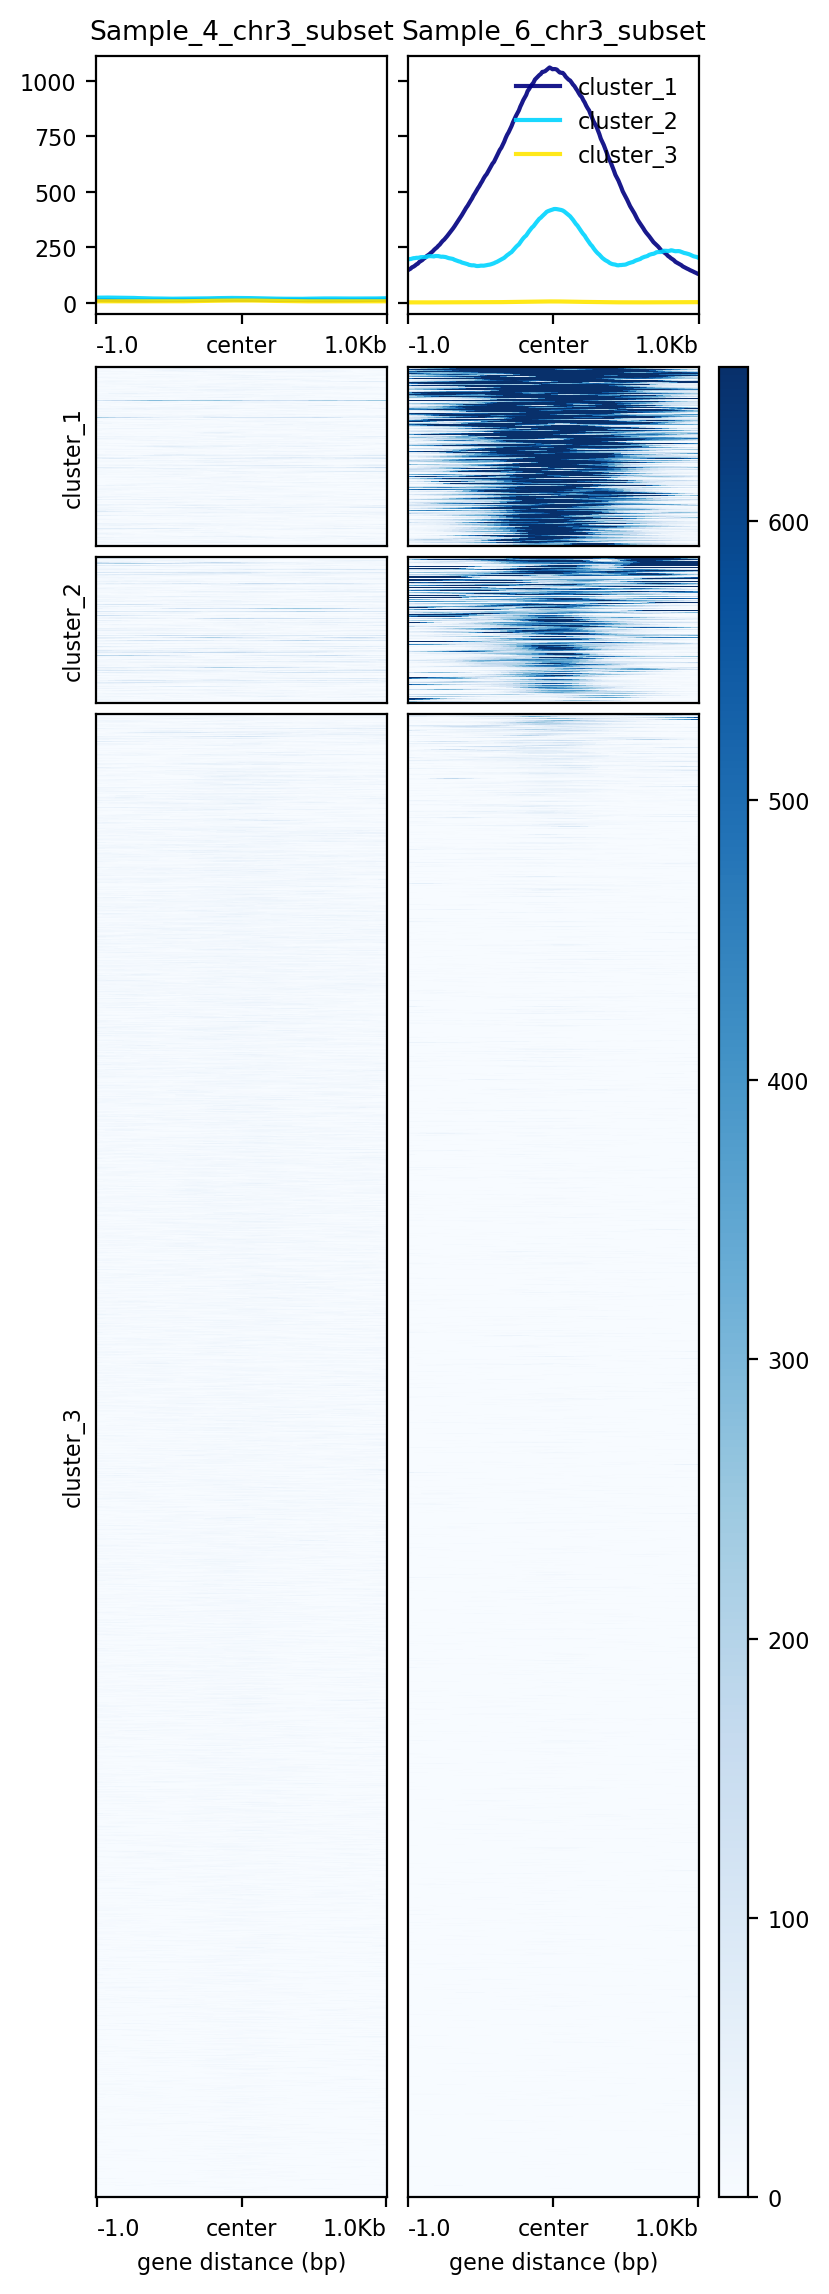 Sample_4_chr3_subset Sample_6_chr3_subset
1000
750
500
250
0
cluster_1
cluster_2
cluster_3
-1.0 center 1.0Kb -1.0 center 1.0Kb
cluster_1
cluster_2
cluster_3
600
500
400
300
200
100
0
-1.0 center 1.0Kb -1.0 center 1.0Kb
gene distance (bp) gene distance (bp)